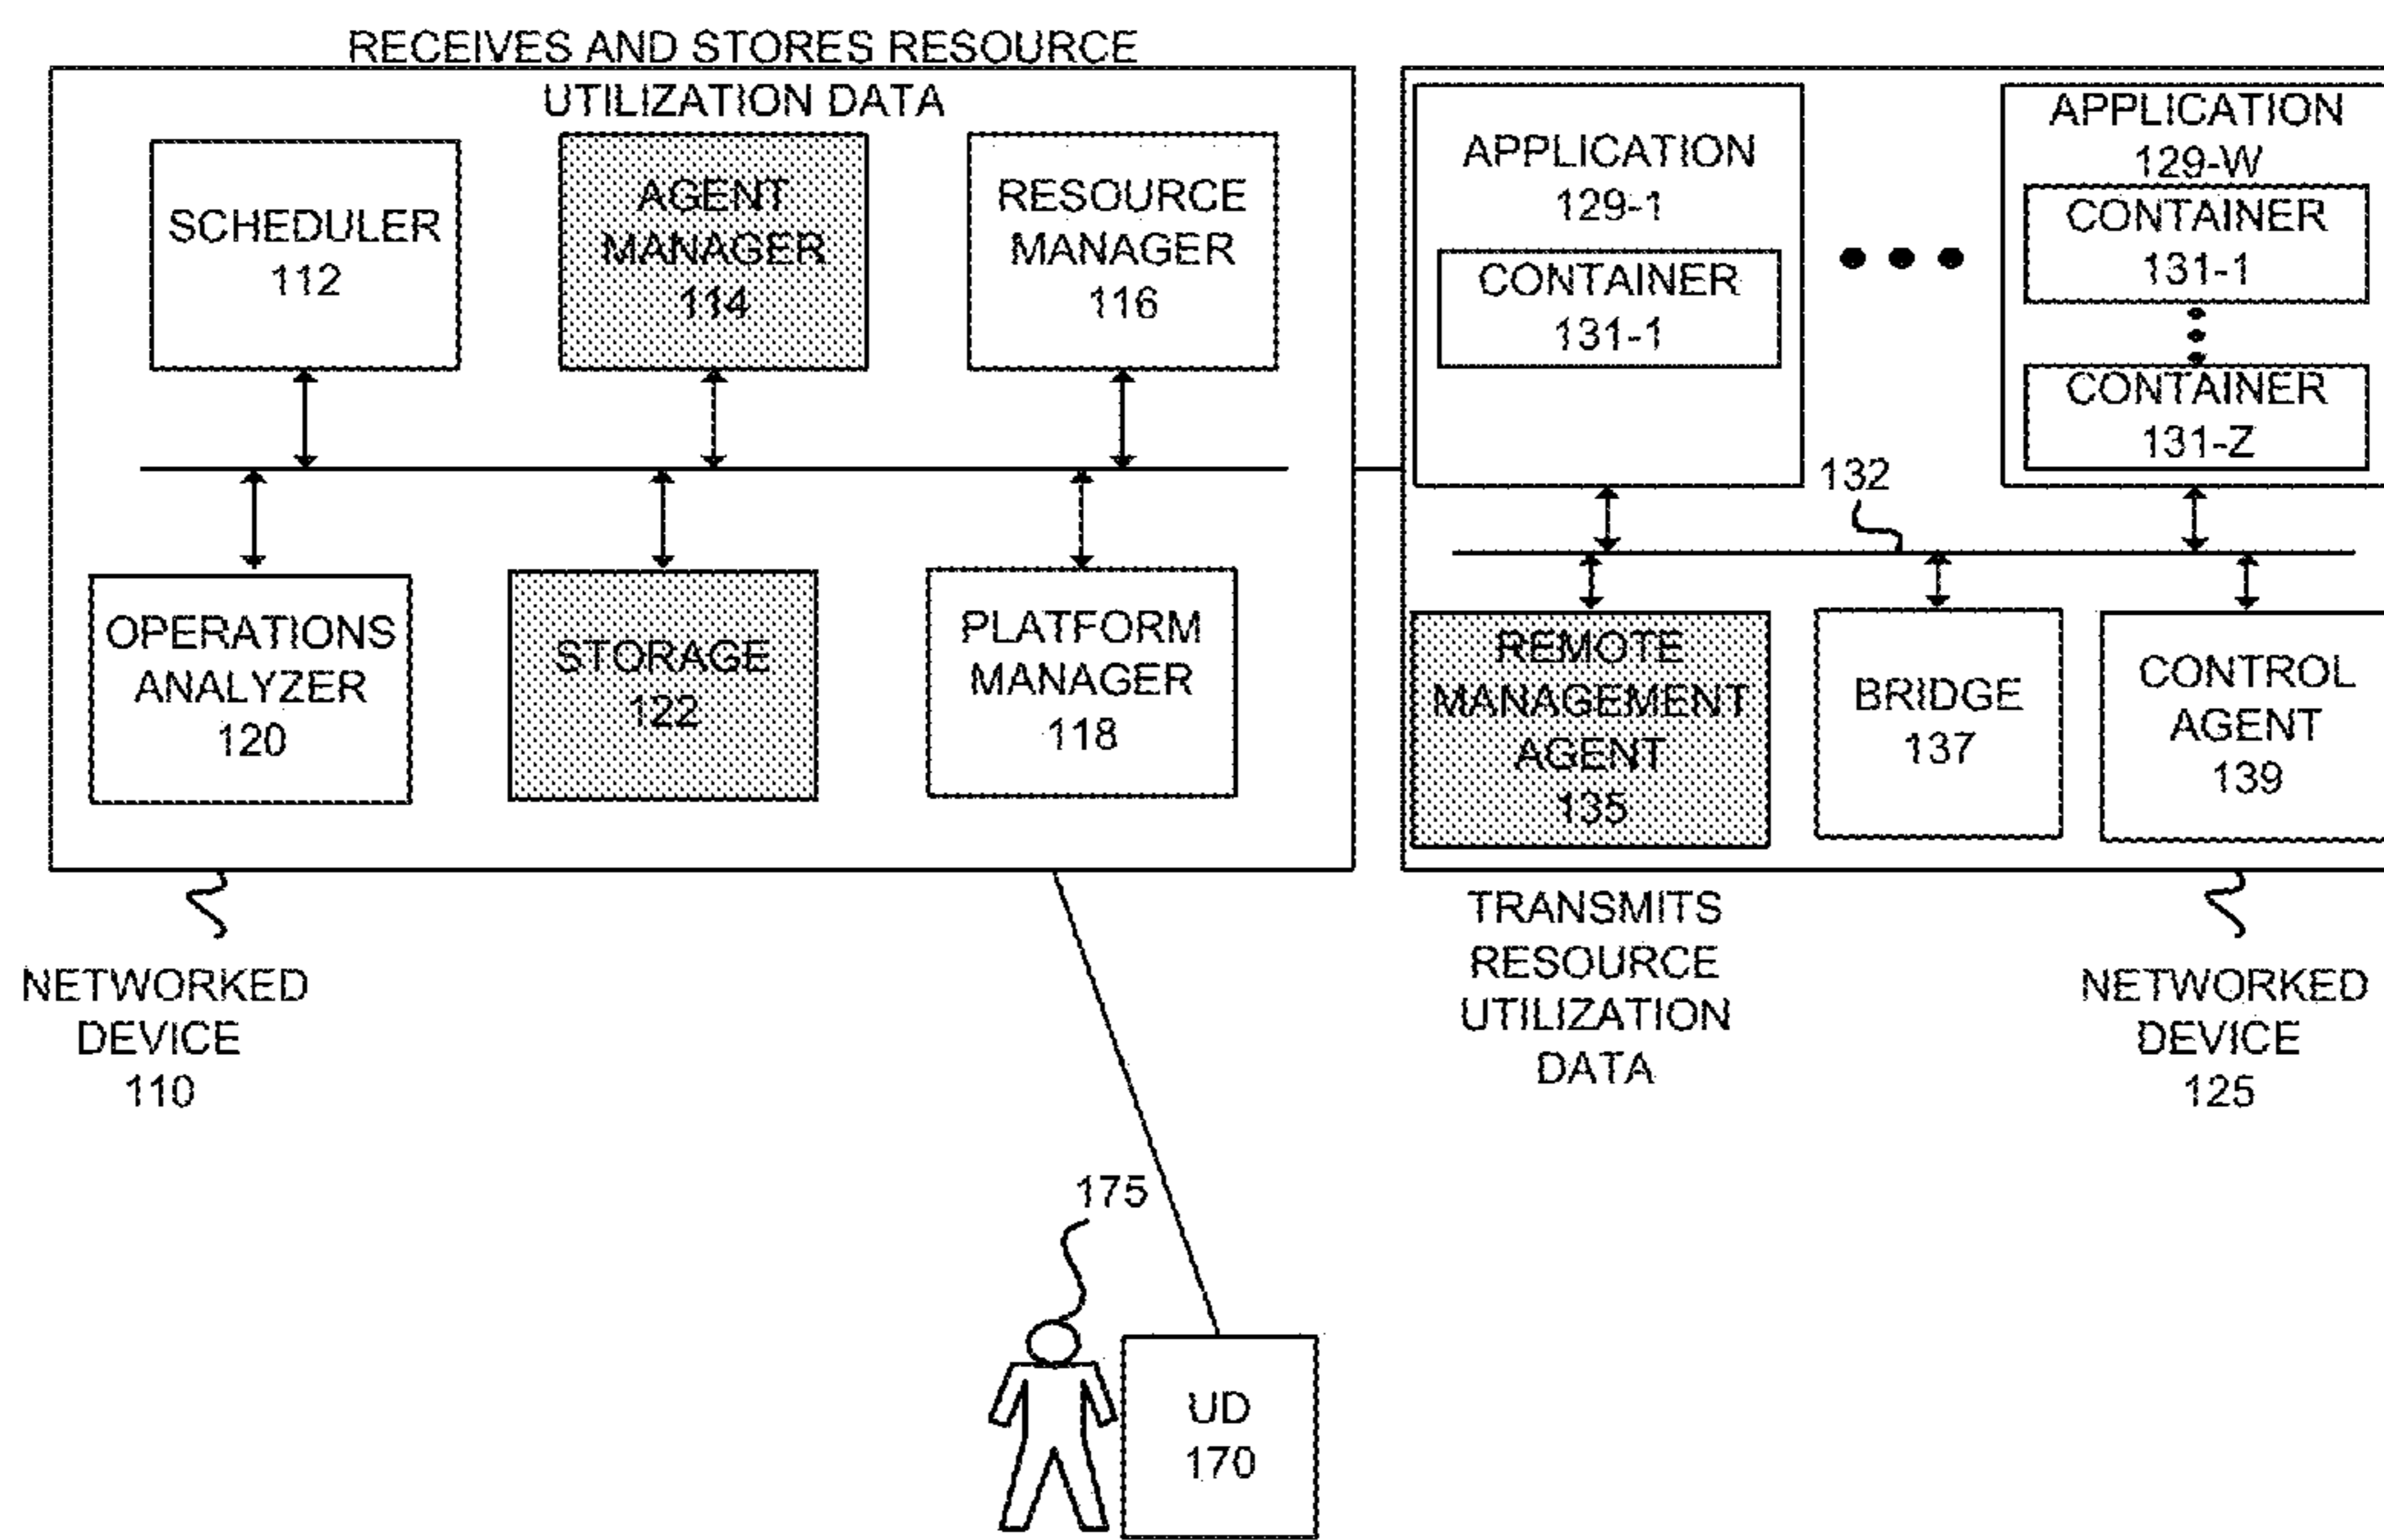 RECEIVES AND STORES RESOURCE
UTILIZATION DATA
SCHEDULER
112
AGENT
MANAGER
114
RESOURCE
MANAGER
116
OPERATIONS
ANALYZER
120
STORAGE
122
PLATFORM
MANAGER
118
APPLICATION
129-1
CONTAINER
131-1
APPLICATION
129-W
CONTAINER
131-1
CONTAINER
131-Z
132
REMOTE
MANAGEMENT
AGENT
135
BRIDGE
137
CONTROL
AGENT
139
NETWORKED
DEVICE
110
TRANSMITS
RESOURCE
UTILIZATION
DATA
NETWORKED
DEVICE
125
175
UD
170